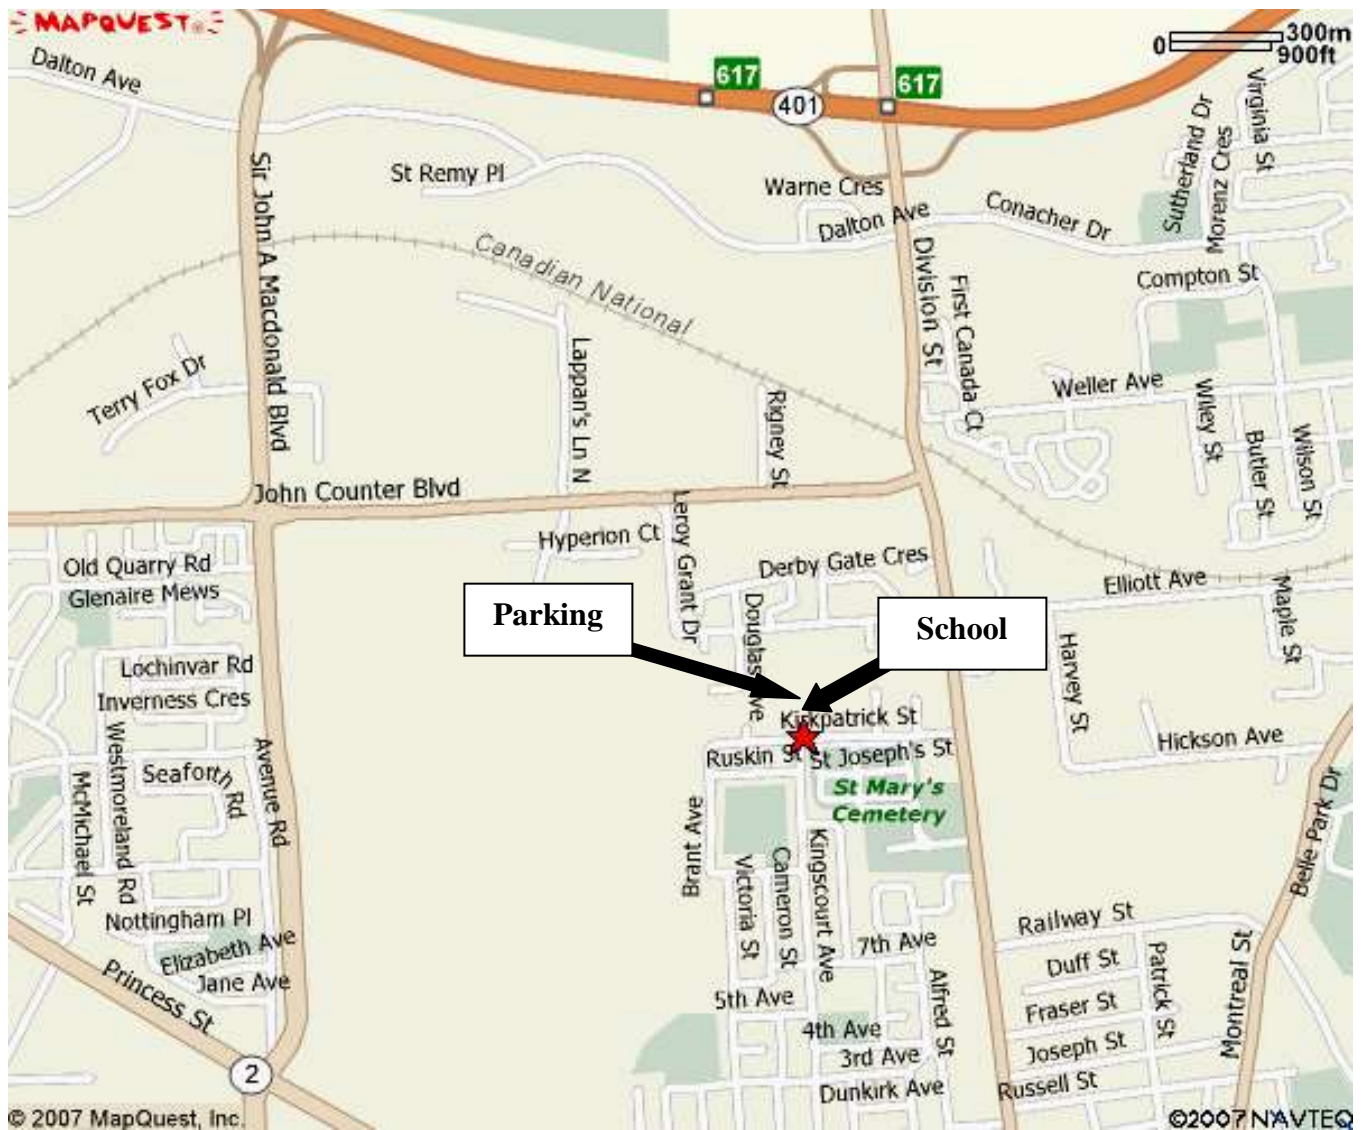 MAPQUEST
0 300m
900ft
617
617
401
Dalton Ave
Virginia St
Sutherland Dr
Morenz Cres
Sir John A Macdonald Blvd
St Remy Pl
Warne Cres
Dalton Ave
Conacher Dr
Canadian National
Division St
First Canada Ct
Compton St
Terry Fox Dr
Lappan's Ln N
Rigney St
Weller Ave
Wiley St
Butler St
Wilson St
John Counter Blvd
Leroy Grant Dr
Hyperion Ct
Old Quarry Rd
Glenaire Mews
Derby Gate Cres
Elliott Ave
Maple St
Parking
School
Douglas Ave
Harvey St
Lochinvar Rd
Inverness Cres
Westmoreland Rd
Avenue Rd
Kirkpatrick St
Ruskin St
St Joseph's St
Hickson Ave
Seaforth Rd
McMichael St
St Mary's
Cemetery
Brant Ave
Victoria St
Cameron St
Kingscourt Ave
Belle Park Dr
Nottingham Pl
Elizabeth Ave
Jane Ave
Princess St
7th Ave
Alfred St
Railway St
Duff St
Patrick St
Montreal St
5th Ave
4th Ave
3rd Ave
Fraser St
Joseph St
Dunkirk Ave
Russell St
2
© 2007 MapQuest, Inc.
©2007 NAVTEQ